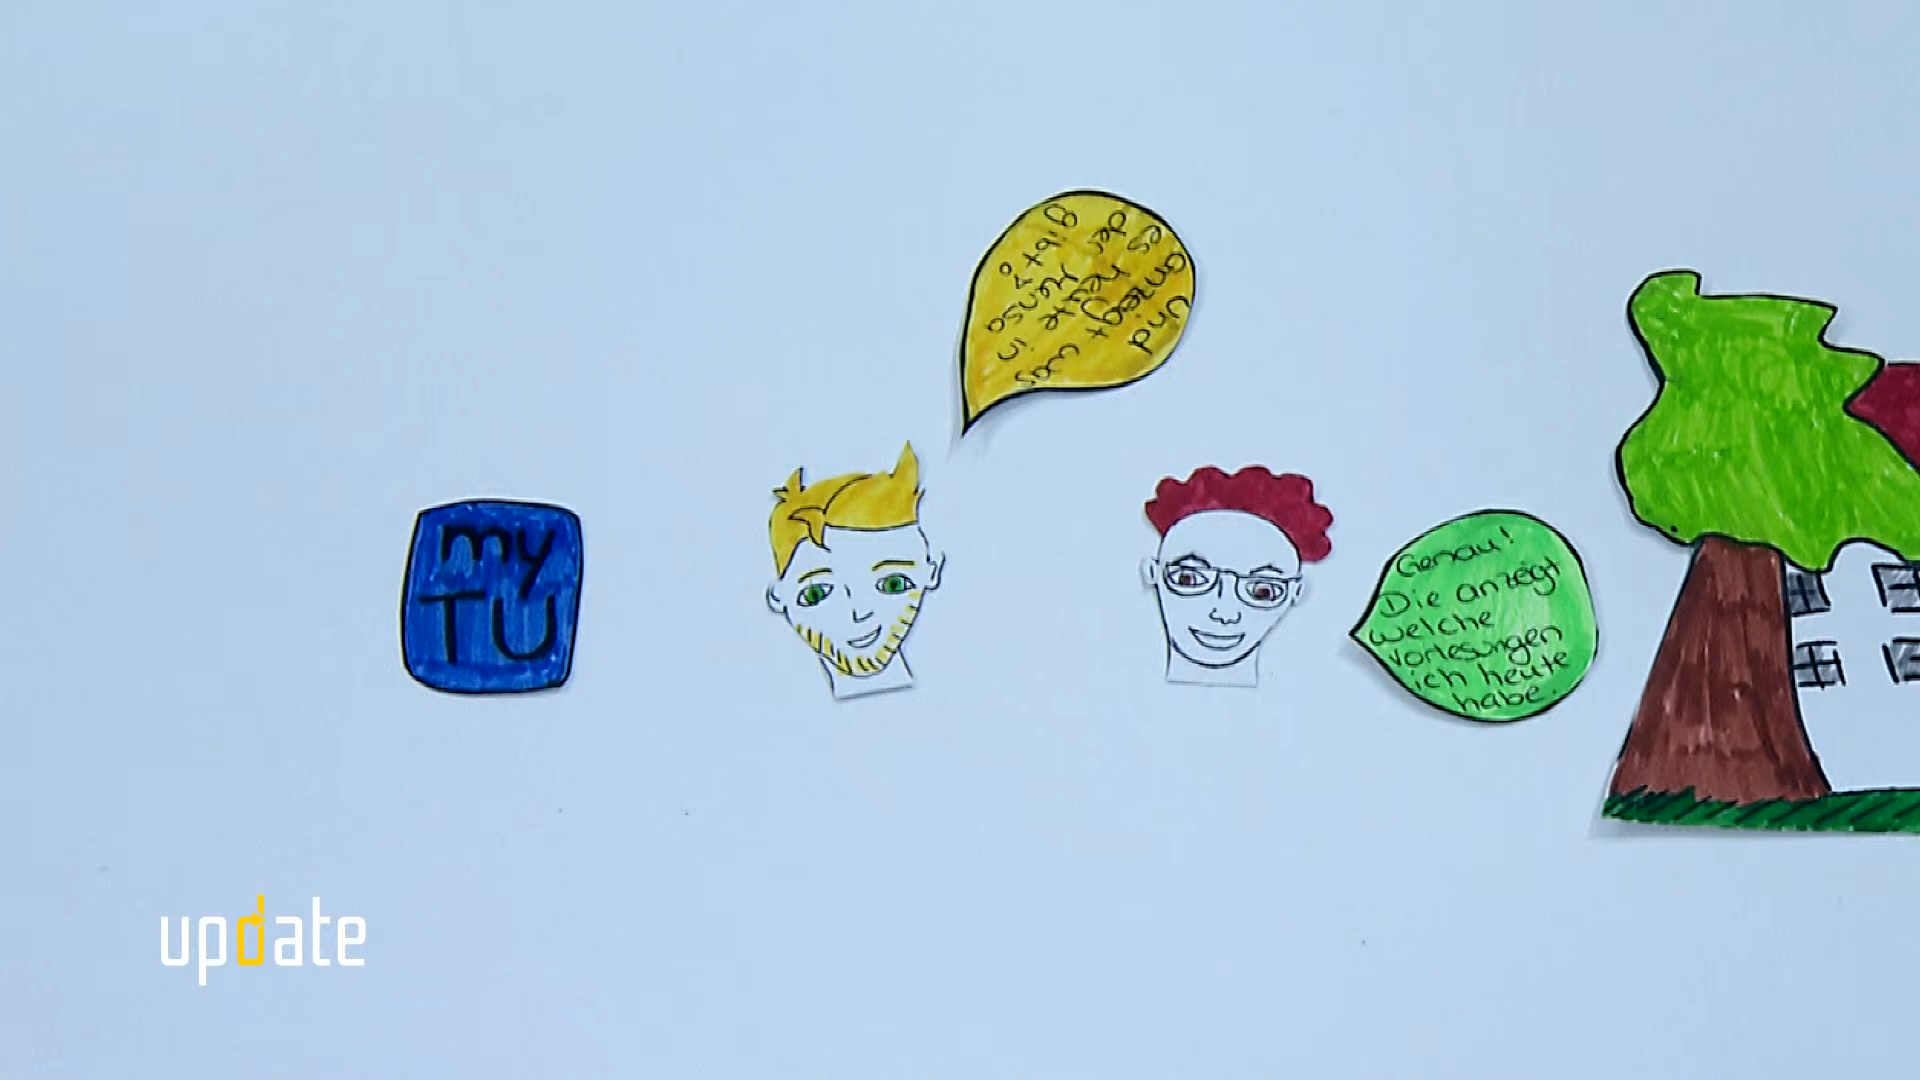 Und
anzeigt was
es heute in
der Mensa
gibt?
my
TU
Genau!
Die anzeigt
welche
Vorlesungen
ich heute
habe.
update